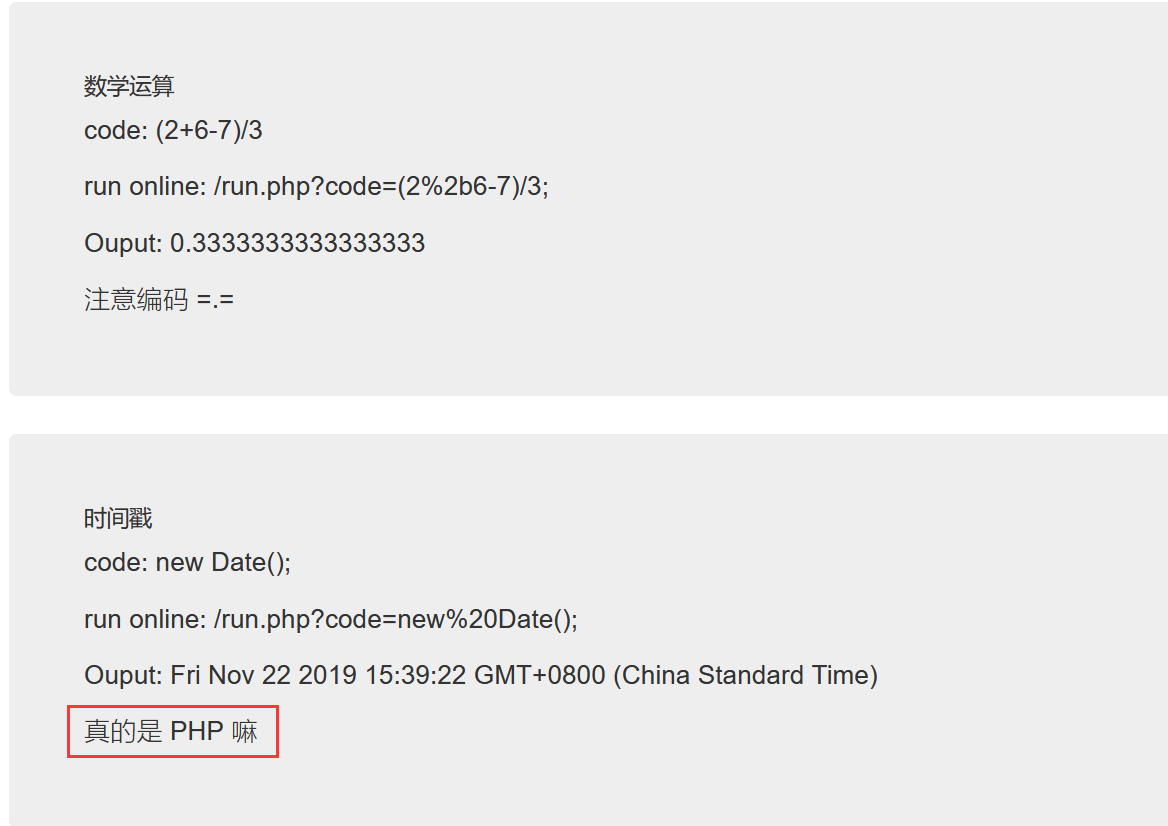 数学运算
code: (2+6-7)/3
run online: /run.php?code=(2%2b6-7)/3;
Ouput: 0.3333333333333333
注意编码 =.=
时间戳
code: new Date();
run online: /run.php?code=new%20Date();
Ouput: Fri Nov 22 2019 15:39:22 GMT+0800 (China Standard Time)
真的是 PHP 嘛